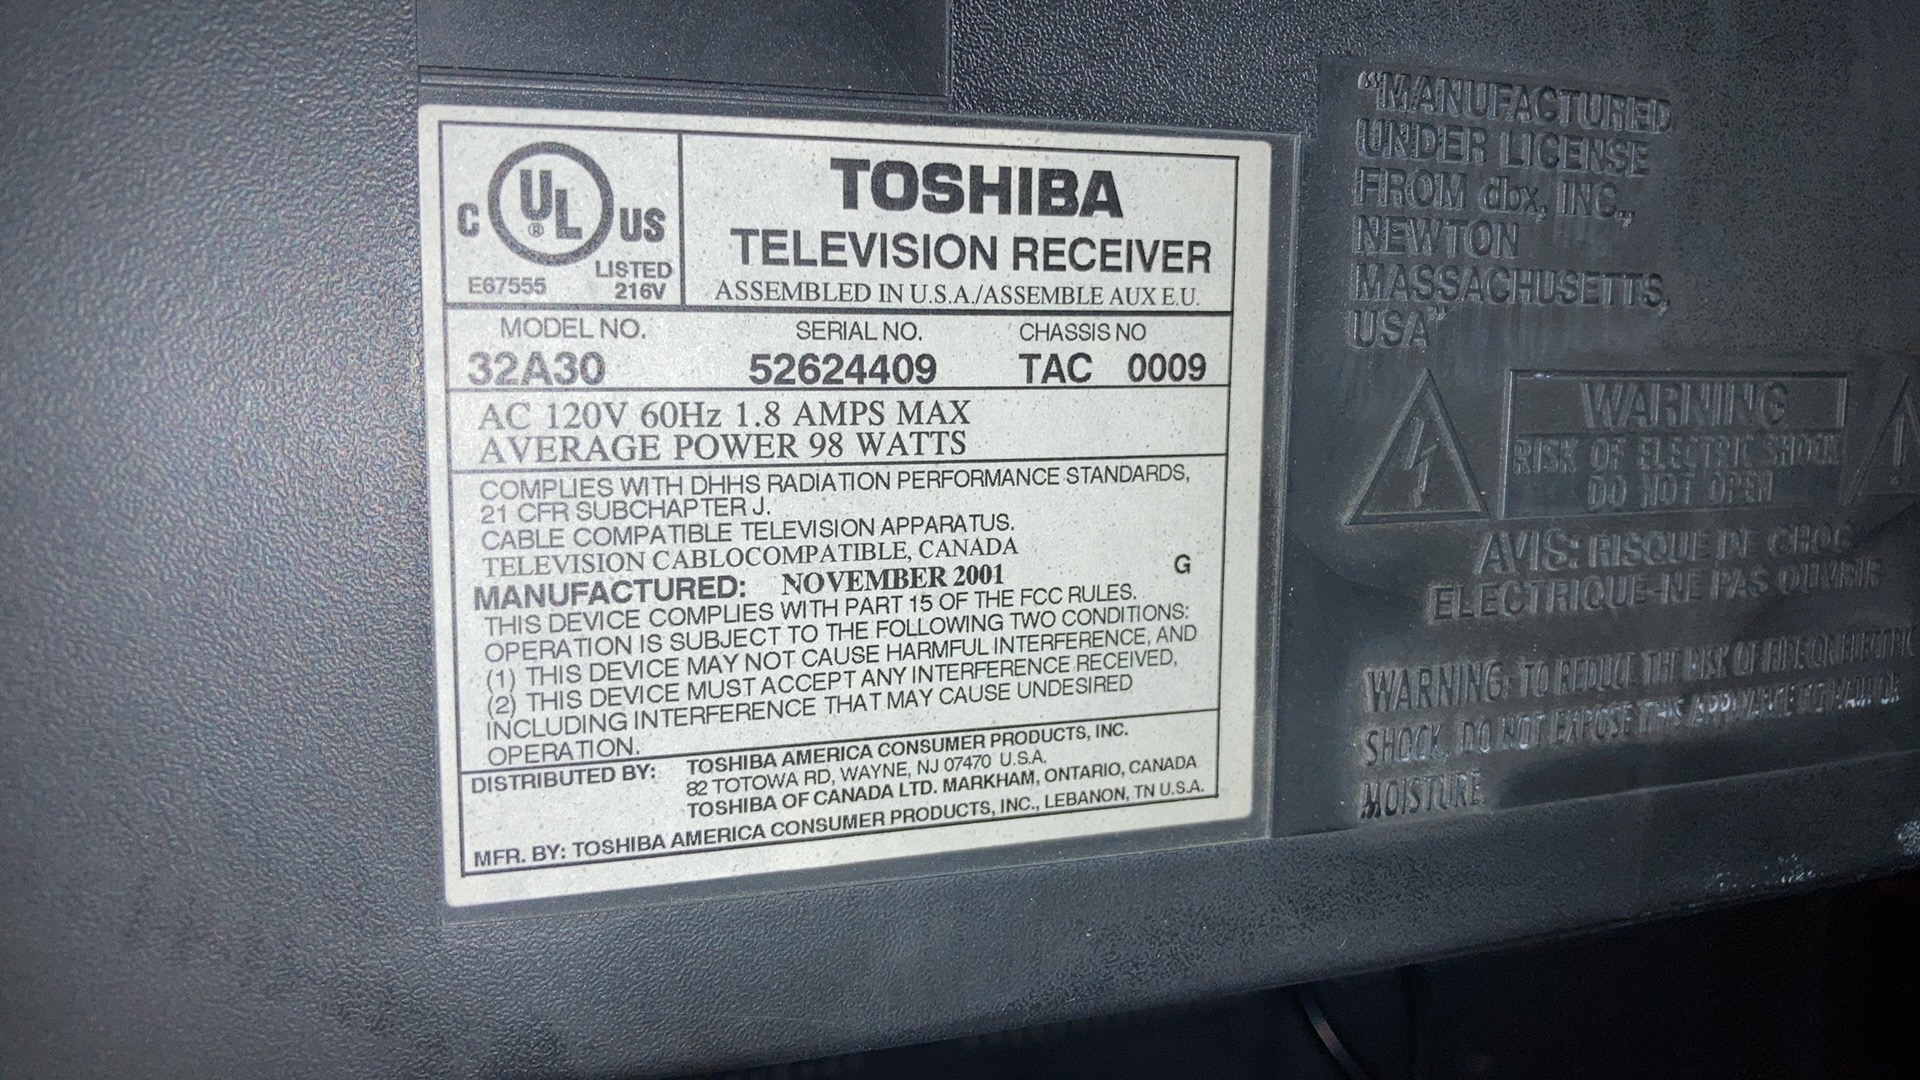 C UL ® US
E67555
LISTED
216V
TOSHIBA
TELEVISION RECEIVER
ASSEMBLED IN U.S.A./ASSEMBLE AUX E.U.
MODEL NO. SERIAL NO. CHASSIS NO
32A30 52624409 TAC 0009
AC 120V 60Hz 1.8 AMPS MAX
AVERAGE POWER 98 WATTS
COMPLIES WITH DHHS RADIATION PERFORMANCE STANDARDS,
21 CFR SUBCHAPTER J.
CABLE COMPATIBLE TELEVISION APPARATUS.
TELEVISION CABLOCOMPATIBLE, CANADA
G
MANUFACTURED: NOVEMBER 2001
THIS DEVICE COMPLIES WITH PART 15 OF THE FCC RULES.
OPERATION IS SUBJECT TO THE FOLLOWING TWO CONDITIONS:
(1) THIS DEVICE MAY NOT CAUSE HARMFUL INTERFERENCE, AND
(2) THIS DEVICE MUST ACCEPT ANY INTERFERENCE RECEIVED,
INCLUDING INTERFERENCE THAT MAY CAUSE UNDESIRED
OPERATION.
DISTRIBUTED BY: TOSHIBA AMERICA CONSUMER PRODUCTS, INC.
82 TOTOWA RD, WAYNE, NJ 07470 U.S.A.
TOSHIBA OF CANADA LTD. MARKHAM, ONTARIO, CANADA
MFR. BY: TOSHIBA AMERICA CONSUMER PRODUCTS, INC., LEBANON, TN U.S.A.
"MANUFACTURED
UNDER LICENSE
FROM dbx, INC.,
NEWTON
MASSACHUSETTS,
USA"
WARNING
RISK OF ELECTRIC SHOCK
DO NOT OPEN
AVIS: RISQUE DE CHOC
ELECTRIQUE-NE PAS OUVRIR
WARNING: TO REDUCE THE RISK OF FIRE OR ELECTRIC
SHOCK, DO NOT EXPOSE THIS APPLIANCE TO RAIN OR
MOISTURE.